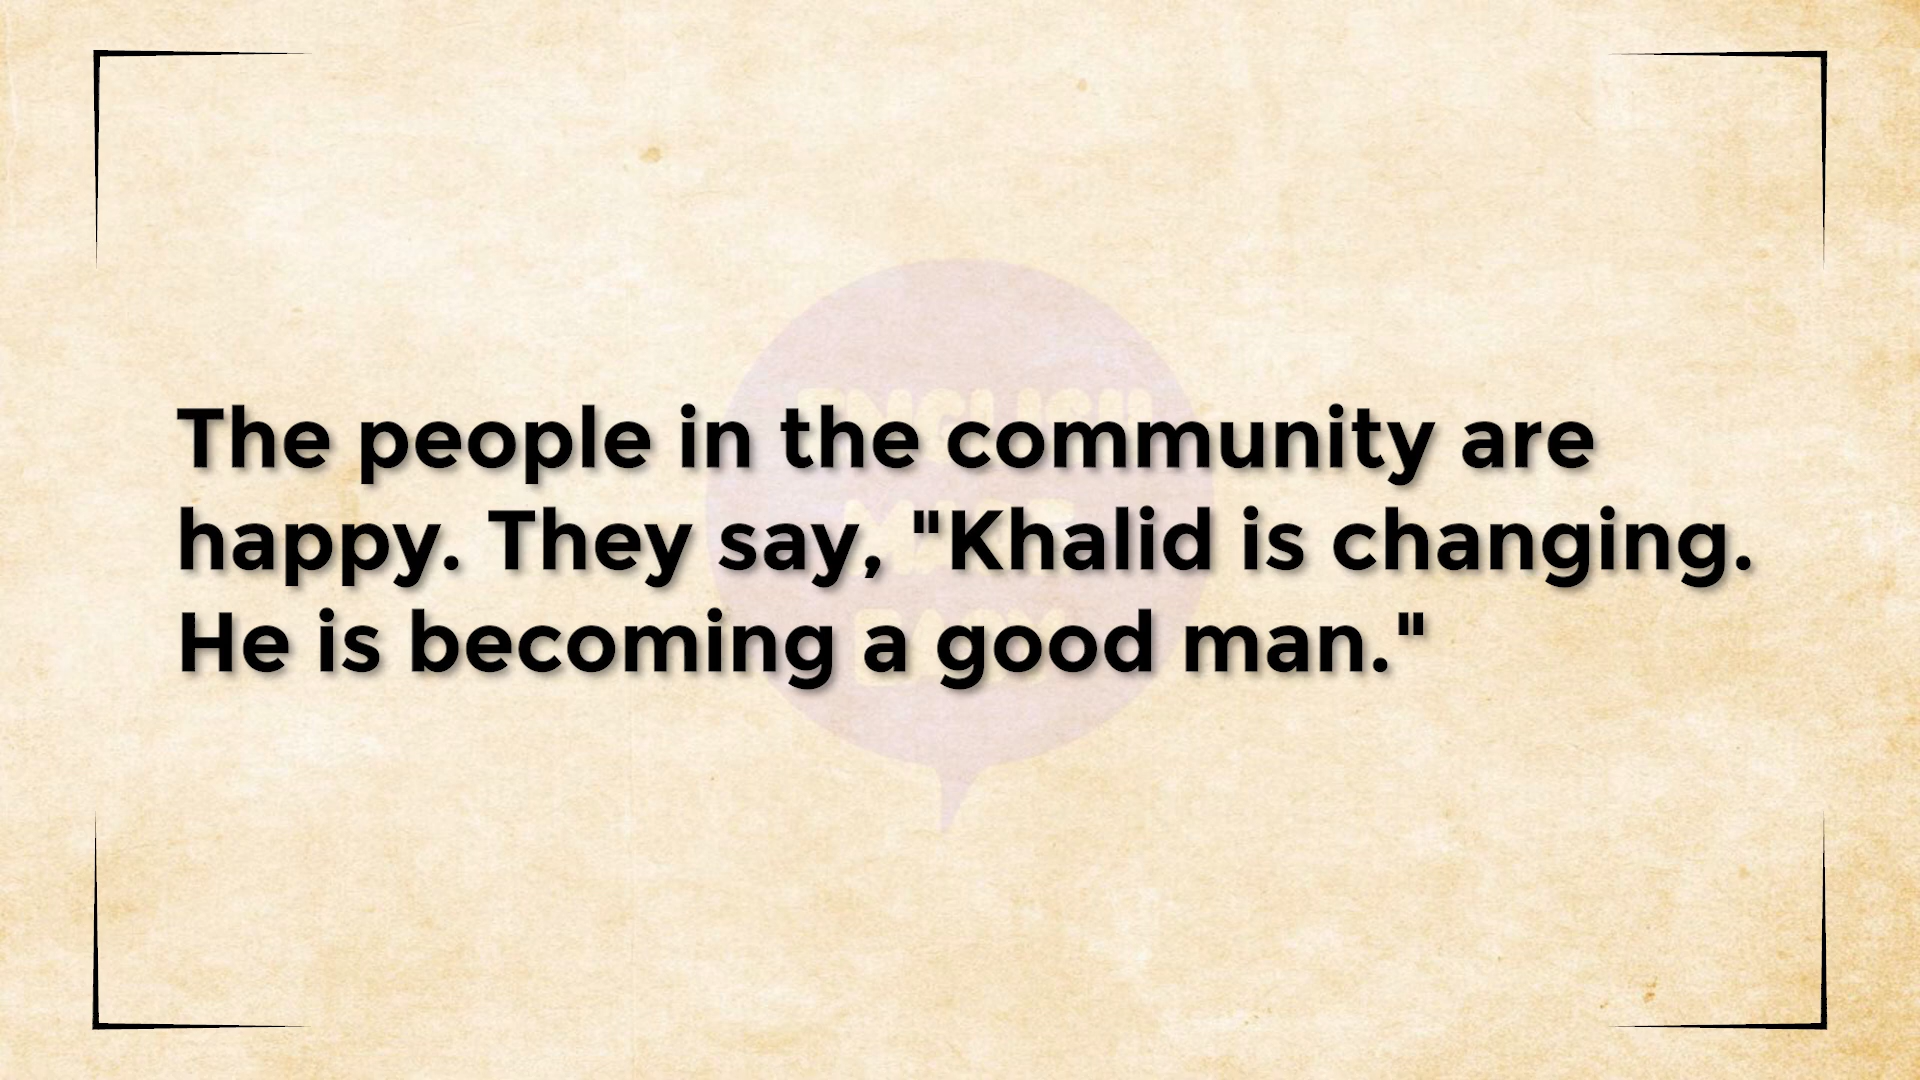 The people in the community are
happy. They say, "Khalid is changing.
He is becoming a good man."